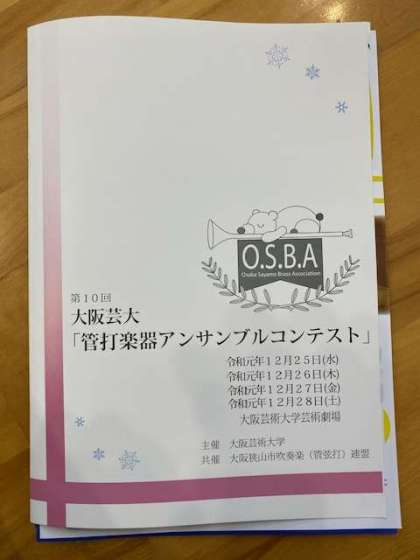 O.S.B.A
Osaka Sayama Brass Association
第１０回
大阪芸大
「管打楽器アンサンブルコンテスト」
令和元年１２月２５日(水)
令和元年１２月２６日(木)
令和元年１２月２７日(金)
令和元年１２月２８日(土)
大阪芸術大学芸術劇場
主催 大阪芸術大学
共催 大阪狭山市吹奏楽（管弦打）連盟